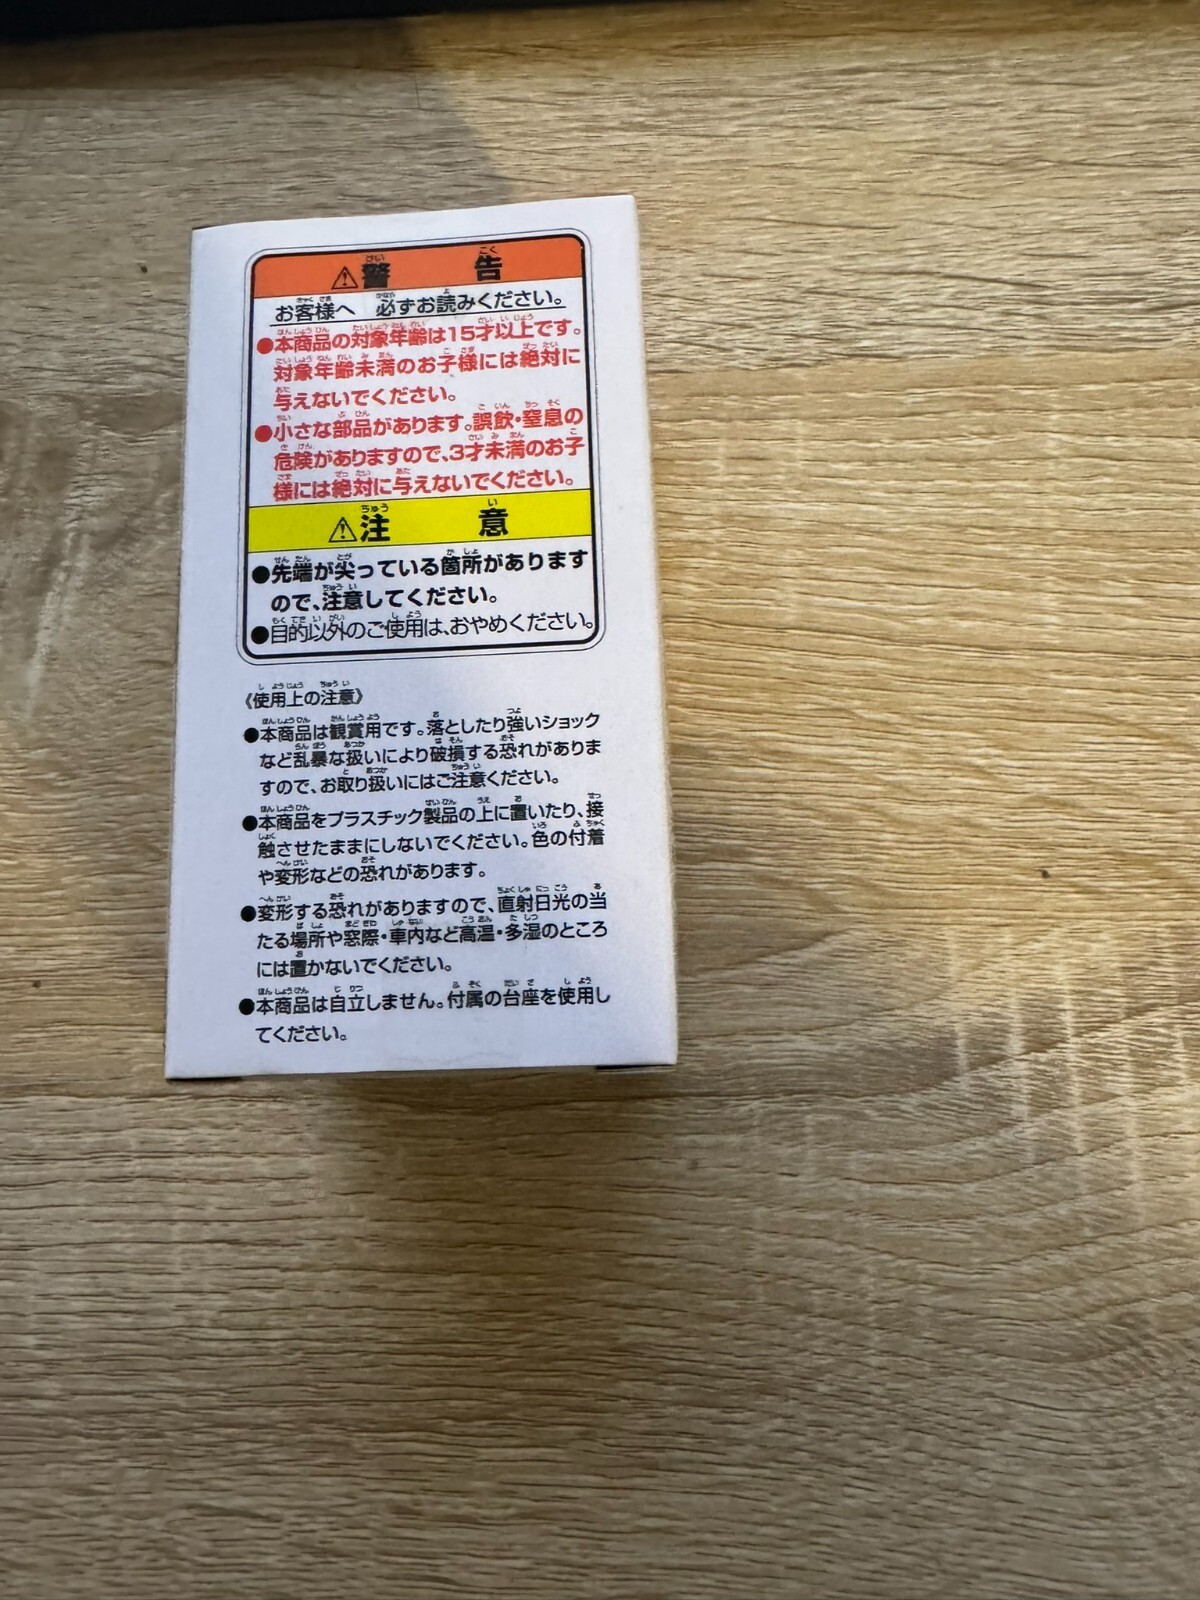 ⚠警告
お客様へ 必ずお読みください。
●本商品の対象年齢は15才以上です。
対象年齢未満のお子様には絶対に
与えないでください。
●小さな部品があります。誤飲・窒息の
危険がありますので、3才未満のお子
様には絶対に与えないでください。
⚠注意
●先端が尖っている箇所があります
ので、注意してください。
●目的以外のご使用は、おやめください。
《使用上の注意》
●本商品は観賞用です。落としたり強いショック
など乱暴な扱いにより破損する恐れがありま
すので、お取り扱いにはご注意ください。
●本商品をプラスチック製品の上に置いたり、接
触させたままにしないでください。色の付着
や変形などの恐れがあります。
●変形する恐れがありますので、直射日光の当
たる場所や窓際・車内など高温・多湿のところ
には置かないでください。
●本商品は自立しません。付属の台座を使用し
てください。